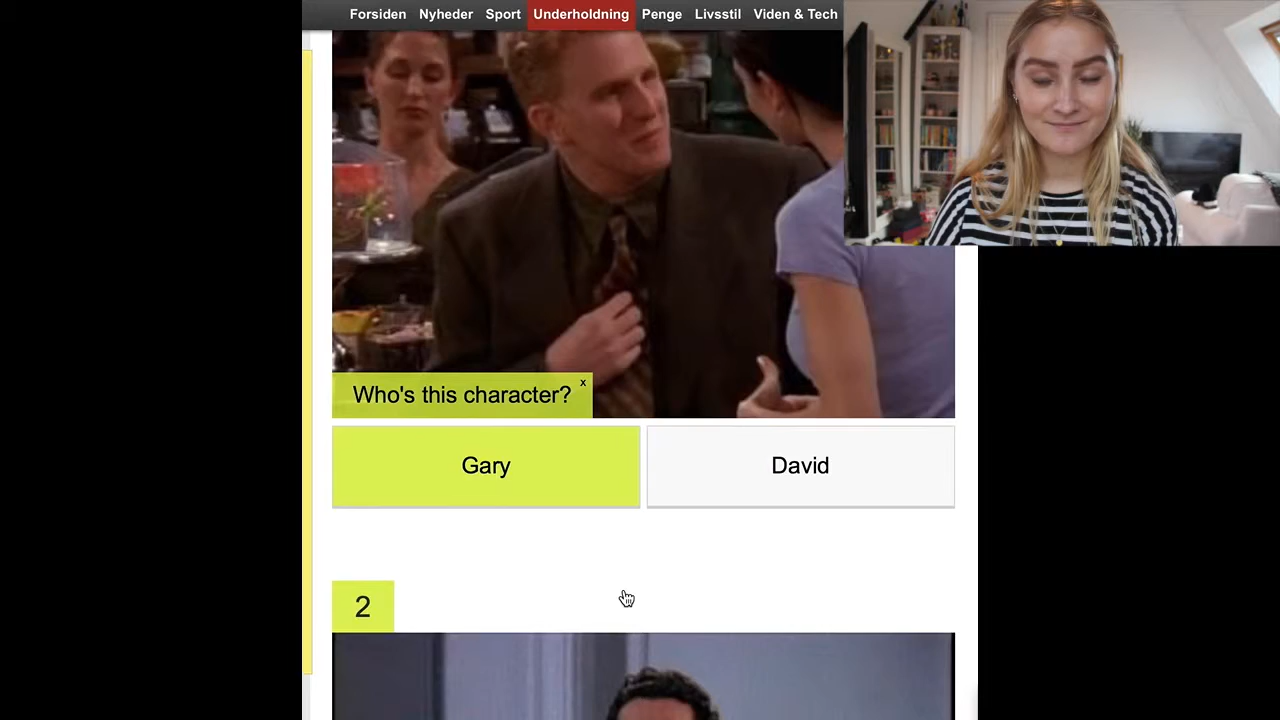 Forsiden Nyheder Sport Underholdning Penge Livsstil Viden & Tech
Who's this character? x
Gary
David
2